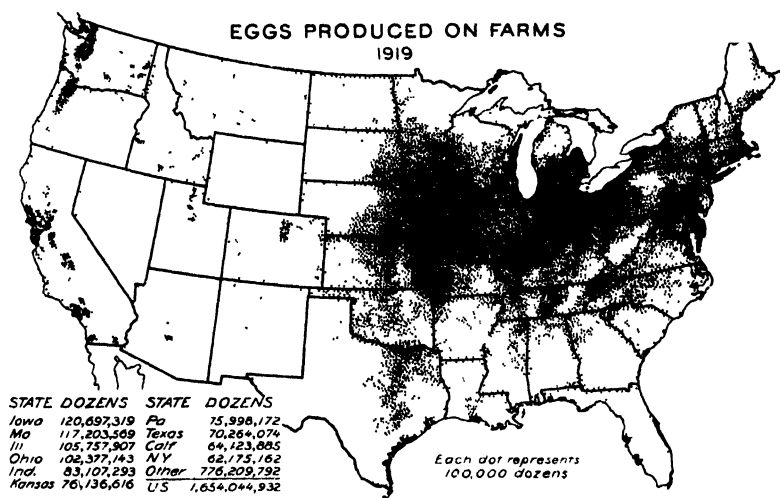 EGGS PRODUCED ON FARMS
1919
STATE DOZENS STATE DOZENS
Iowa 120,697,319 Pa 75,998,172
Mo 117,203,569 Texas 70,264,074
Ill 105,757,907 Calf 64,123,885
Ohio 102,377,143 NY 62,175,162
Ind. 83,107,293 Other 776,209,792
Kansas 76,136,616 US 1,654,044,932
Each dot represents
100,000 dozens